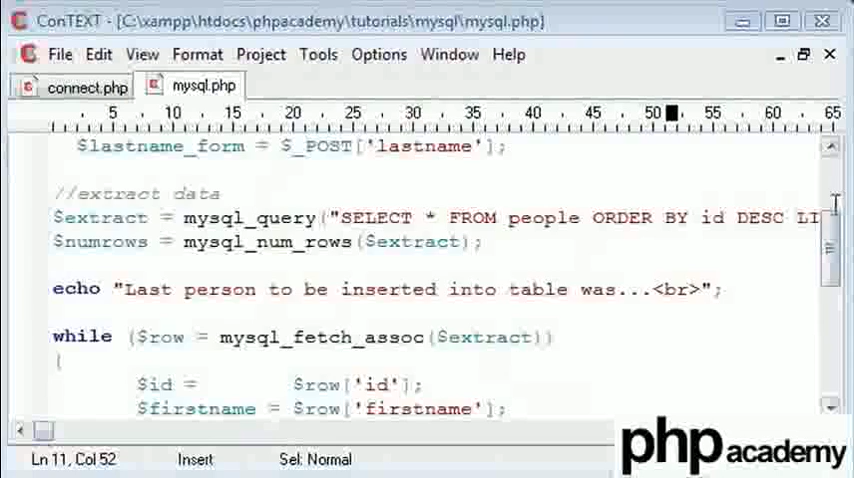 ConTEXT - [C:\xampp\htdocs\phpacademy\tutorials\mysql\mysql.php]
File Edit View Format Project Tools Options Window Help
connect.php mysql.php
5 10 15 20 25 30 35 40 45 50 55 60 65
$lastname_form = $_POST['lastname'];
//extract data
$extract = mysql_query("SELECT * FROM people ORDER BY id DESC LI
$numrows = mysql_num_rows($extract);
echo "Last person to be inserted into table was...<br>";
while ($row = mysql_fetch_assoc($extract))
{
$id = $row['id'];
$firstname = $row['firstname'];
Ln 11, Col 52 Insert Sel: Normal
php academy